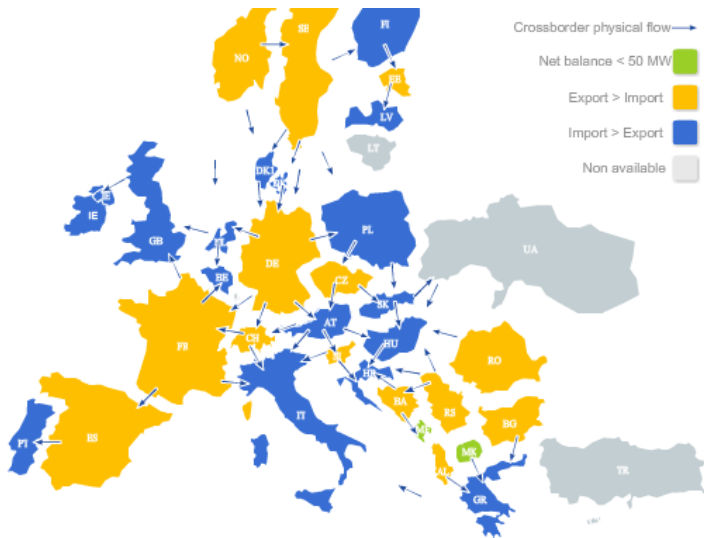 SE
FI
Crossborder physical flow
NO
Net balance < 50 MW
EE
Export > Import
LV
Import > Export
LT
Non available
DK1
IE
PL
GB
UA
DE
BE
CZ
SK
AT
CH
HU
FR
RO
HR
BA
RS
IT
BG
ES
PT
MK
TR
AL
GR